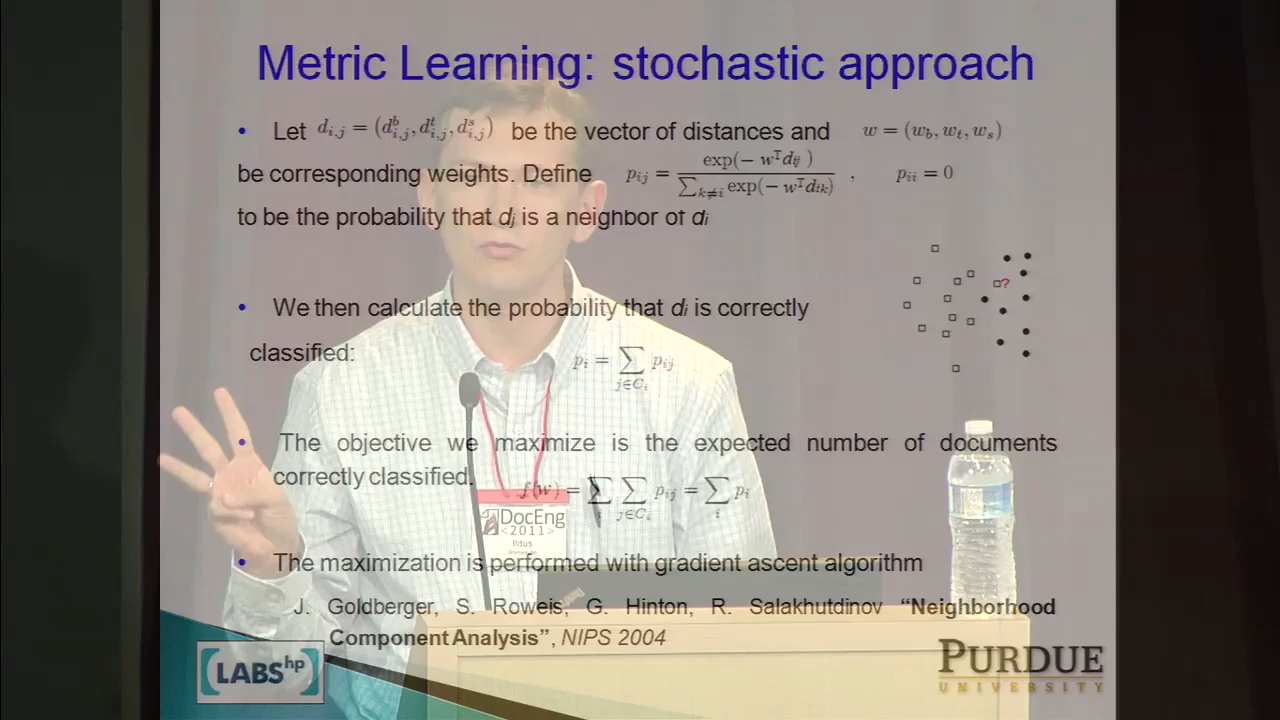 Metric Learning: stochastic approach
• Let d_{i,j} = (d^b_{i,j}, d^t_{i,j}, d^s_{i,j}) be the vector of distances and w = (w_b, w_t, w_s)
be corresponding weights. Define p_{ij} = exp(− w^T d_{ij}) / ∑_{k≠i} exp(− w^T d_{ik}) , p_{ii} = 0
to be the probability that d_j is a neighbor of d_i
?
• We then calculate the probability that d_i is correctly
classified: p_i = ∑_{j∈C_i} p_{ij}
• The objective we maximize is the expected number of documents
correctly classified. f(w) = ∑_i ∑_{j∈C_i} p_{ij} = ∑_i p_i
DocEng
<2011>
Ildus
• The maximization is performed with gradient ascent algorithm
J. Goldberger, S. Roweis, G. Hinton, R. Salakhutdinov “Neighborhood
Component Analysis”, NIPS 2004
LABS hp
PURDUE
UNIVERSITY